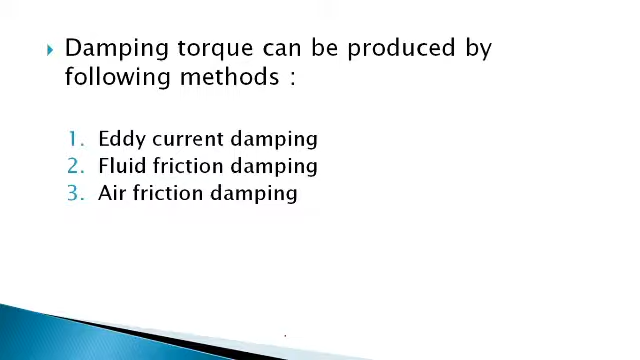 Damping torque can be produced by
following methods :
1. Eddy current damping
2. Fluid friction damping
3. Air friction damping
.